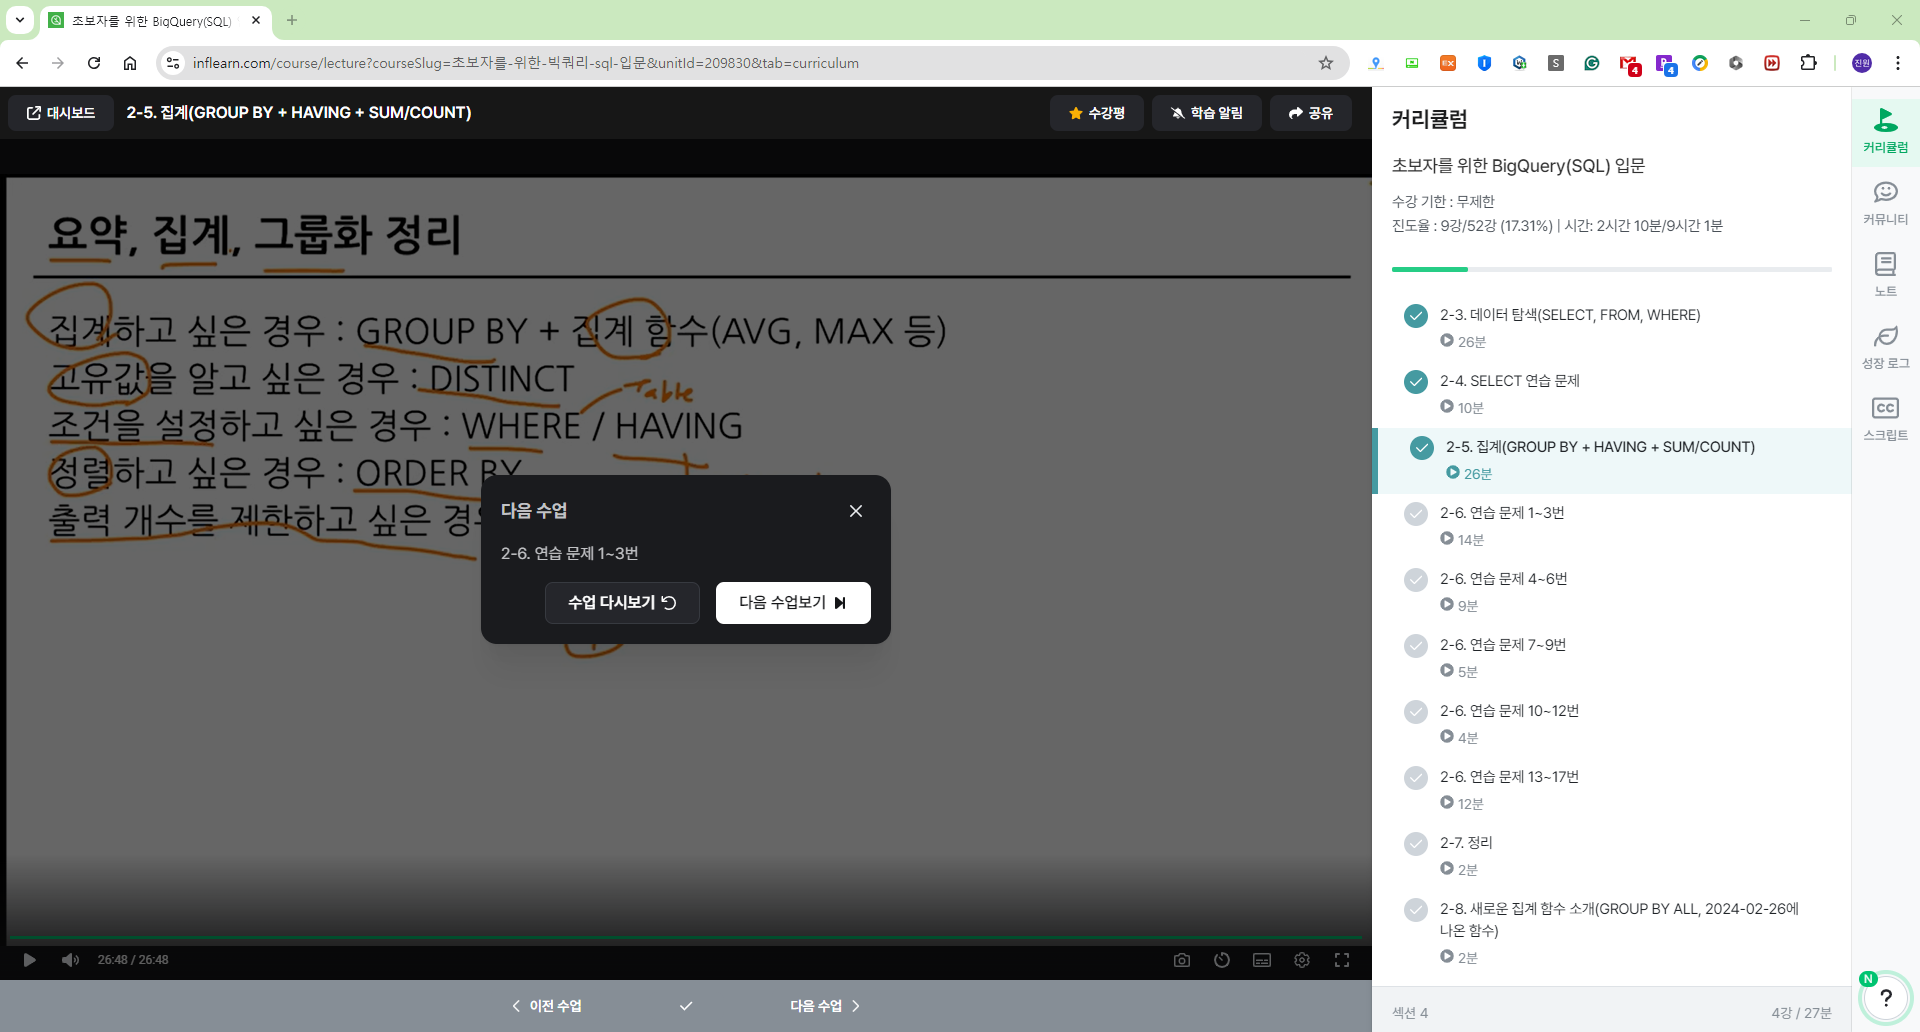 초보자를 위한 BigQuery(SQL)
inflearn.com/course/lecture?courseSlug=초보자를-위한-빅쿼리-sql-입문&unitId=209830&tab=curriculum
EX
S
4
4
진원
대시보드
2-5. 집계(GROUP BY + HAVING + SUM/COUNT)
수강평
학습 알림
공유
요약, 집계, 그룹화 정리
집계하고 싶은 경우 : GROUP BY + 집계 함수(AVG, MAX 등)
고유값을 알고 싶은 경우 : DISTINCT
Table
조건을 설정하고 싶은 경우 : WHERE / HAVING
정렬하고 싶은 경우 : ORDER BY
출력 개수를 제한하고 싶은 경우
다음 수업
2-6. 연습 문제 1~3번
수업 다시보기
다음 수업보기
26:48 / 26:48
이전 수업
다음 수업
커리큘럼
초보자를 위한 BigQuery(SQL) 입문
수강 기한 : 무제한
진도율 : 9강/52강 (17.31%) | 시간: 2시간 10분/9시간 1분
2-3. 데이터 탐색(SELECT, FROM, WHERE)
26분
2-4. SELECT 연습 문제
10분
2-5. 집계(GROUP BY + HAVING + SUM/COUNT)
26분
2-6. 연습 문제 1~3번
14분
2-6. 연습 문제 4~6번
9분
2-6. 연습 문제 7~9번
5분
2-6. 연습 문제 10~12번
4분
2-6. 연습 문제 13~17번
12분
2-7. 정리
2분
2-8. 새로운 집계 함수 소개(GROUP BY ALL, 2024-02-26에
나온 함수)
2분
섹션 4
4강 / 27분
커리큘럼
커뮤니티
노트
성장 로그
CC
스크립트
N
?